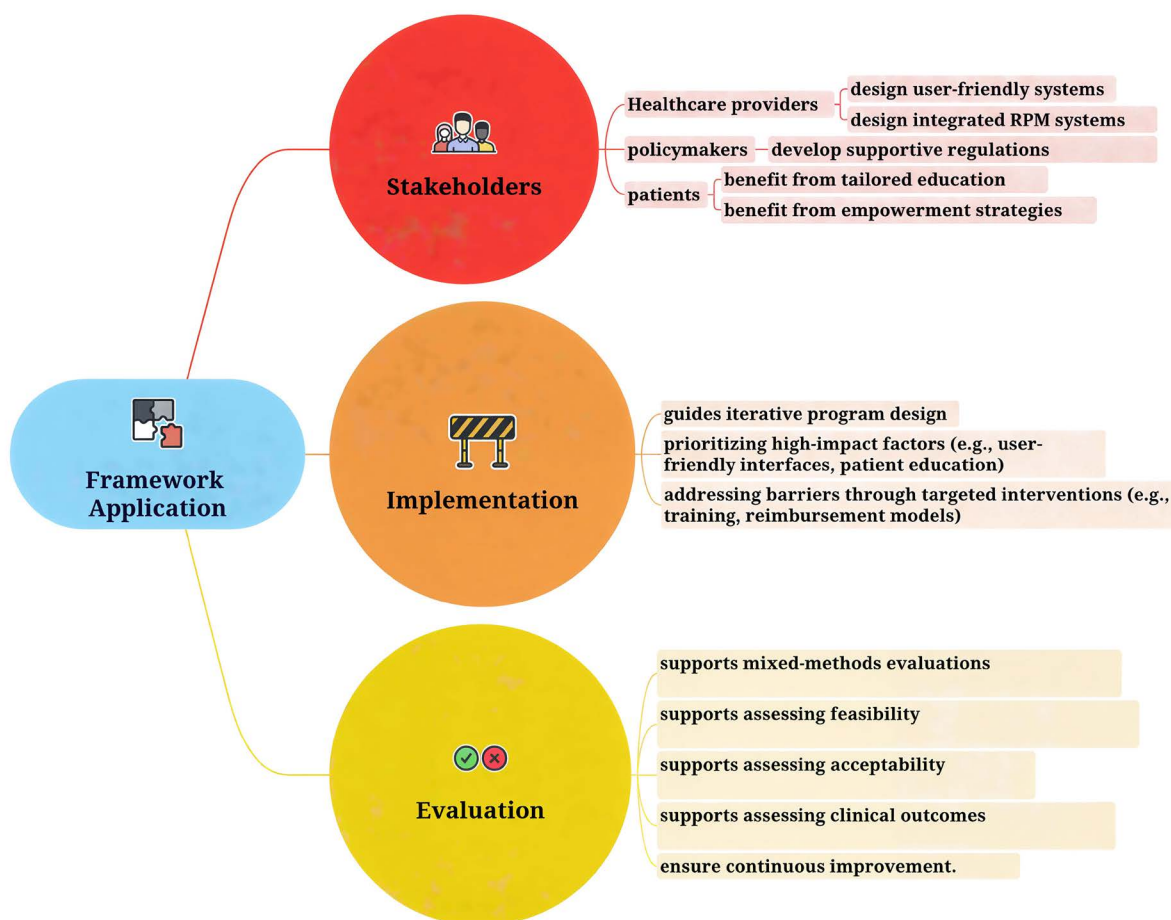 Framework
Application
Stakeholders
Healthcare providers
design user-friendly systems
design integrated RPM systems
policymakers
develop supportive regulations
patients
benefit from tailored education
benefit from empowerment strategies
Implementation
guides iterative program design
prioritizing high-impact factors (e.g., user-
friendly interfaces, patient education)
addressing barriers through targeted interventions (e.g.,
training, reimbursement models)
Evaluation
supports mixed-methods evaluations
supports assessing feasibility
supports assessing acceptability
supports assessing clinical outcomes
ensure continuous improvement.